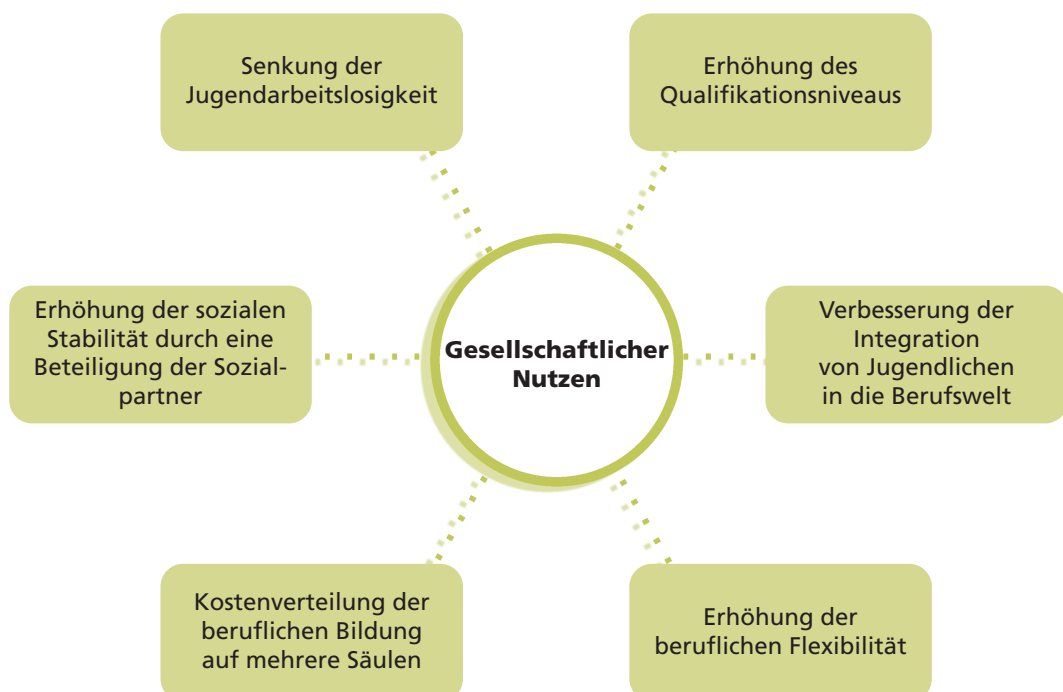 Senkung der
Jugendarbeitslosigkeit
Erhöhung des
Qualifikationsniveaus
Erhöhung der sozialen
Stabilität durch eine
Beteiligung der Sozial-
partner
Gesellschaftlicher
Nutzen
Verbesserung der
Integration
von Jugendlichen
in die Berufswelt
Kostenverteilung der
beruflichen Bildung
auf mehrere Säulen
Erhöhung der
beruflichen Flexibilität